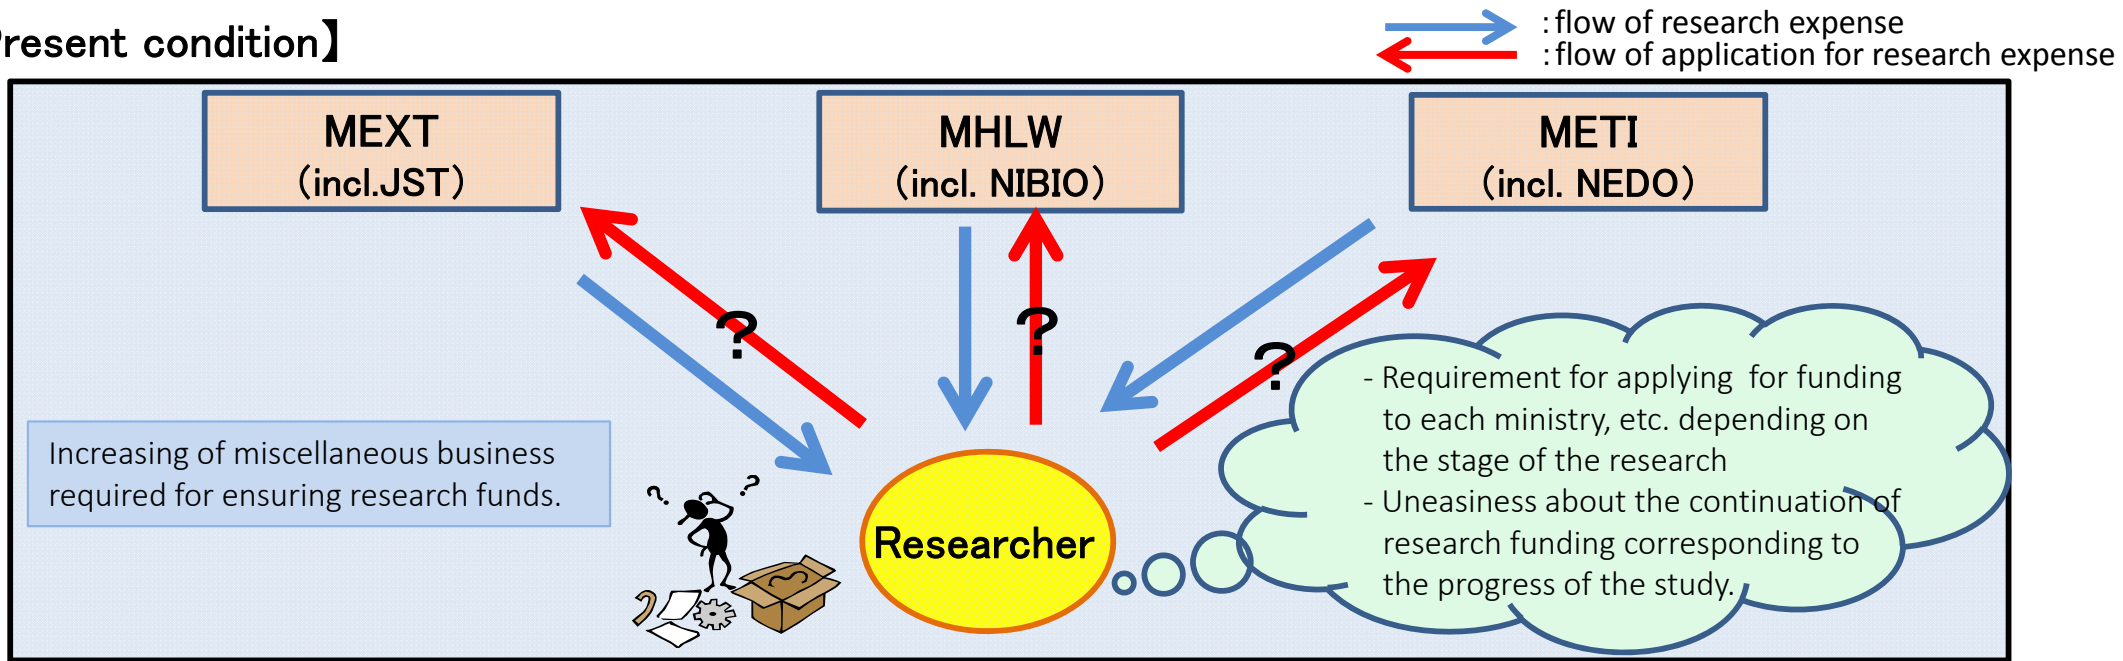 resent condition】
:flow of research expense
:flow of application for research expense
MEXT
(incl.JST)
MHLW
(incl. NIBIO)
METI
(incl. NEDO)
?
?
?
- Requirement for applying for funding
to each ministry, etc. depending on
the stage of the research
- Uneasiness about the continuation of
research funding corresponding to
the progress of the study.
Increasing of miscellaneous business
required for ensuring research funds.
? ?
Researcher